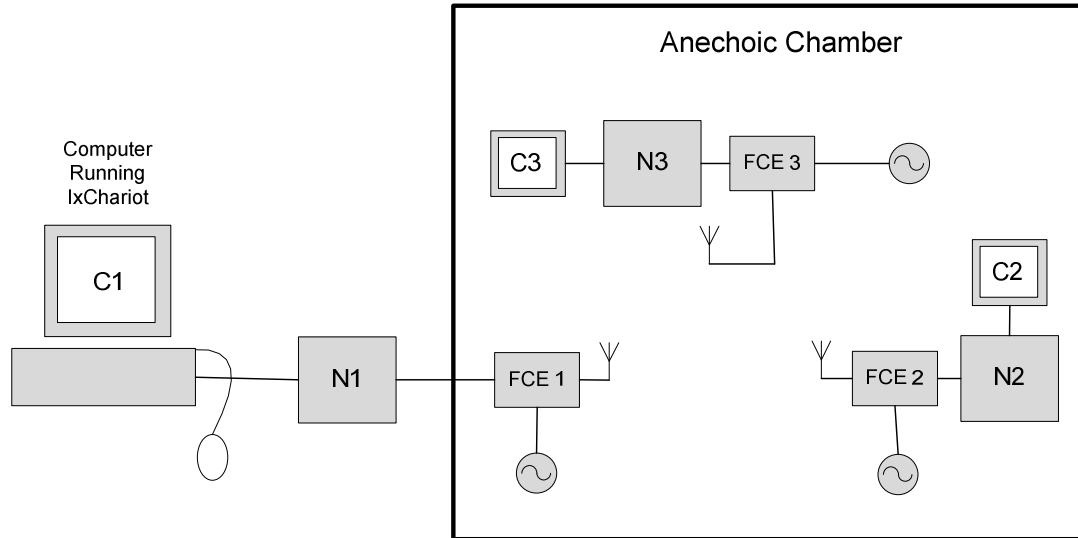 Anechoic Chamber
Computer
Running
IxChariot
C1
N1
C3
N3
FCE 3
C2
FCE 1
FCE 2
N2